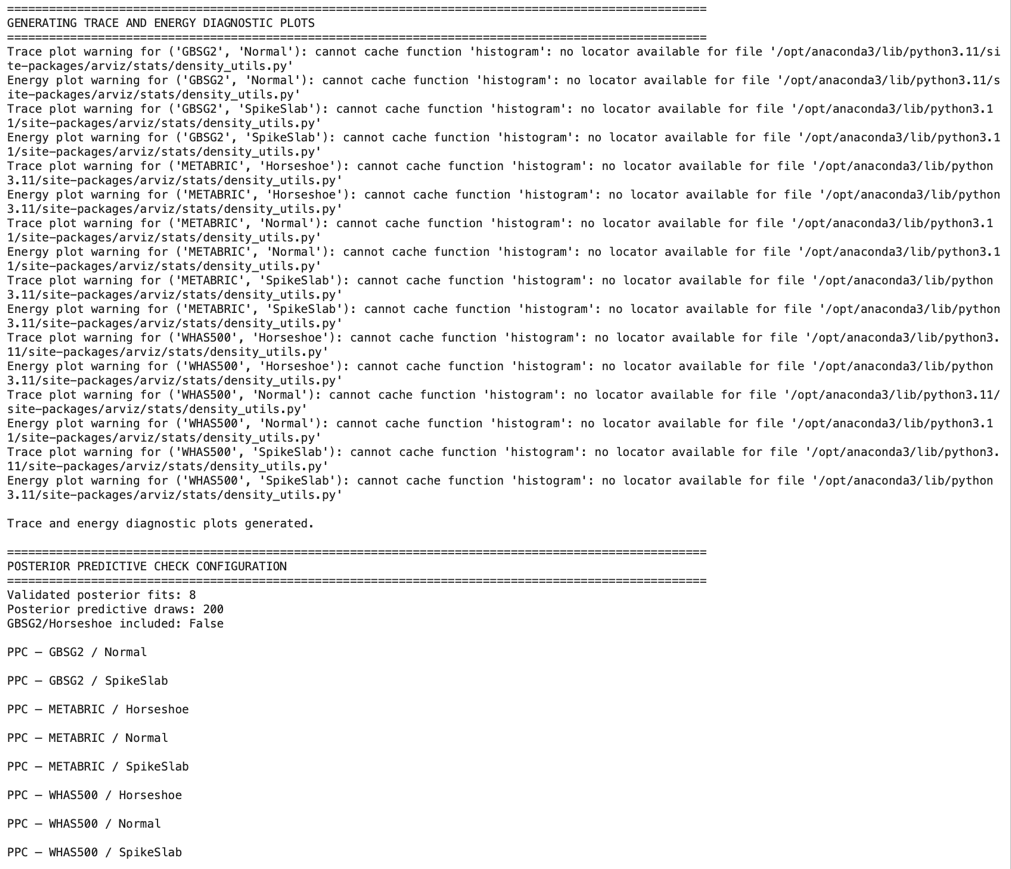 ====================================================================================================
GENERATING TRACE AND ENERGY DIAGNOSTIC PLOTS
====================================================================================================
Trace plot warning for ('GBSG2', 'Normal'): cannot cache function 'histogram': no locator available for file '/opt/anaconda3/lib/python3.11/si
te-packages/arviz/stats/density_utils.py'
Energy plot warning for ('GBSG2', 'Normal'): cannot cache function 'histogram': no locator available for file '/opt/anaconda3/lib/python3.11/s
ite-packages/arviz/stats/density_utils.py'
Trace plot warning for ('GBSG2', 'SpikeSlab'): cannot cache function 'histogram': no locator available for file '/opt/anaconda3/lib/python3.1
1/site-packages/arviz/stats/density_utils.py'
Energy plot warning for ('GBSG2', 'SpikeSlab'): cannot cache function 'histogram': no locator available for file '/opt/anaconda3/lib/python3.1
1/site-packages/arviz/stats/density_utils.py'
Trace plot warning for ('METABRIC', 'Horseshoe'): cannot cache function 'histogram': no locator available for file '/opt/anaconda3/lib/python
3.11/site-packages/arviz/stats/density_utils.py'
Energy plot warning for ('METABRIC', 'Horseshoe'): cannot cache function 'histogram': no locator available for file '/opt/anaconda3/lib/python
3.11/site-packages/arviz/stats/density_utils.py'
Trace plot warning for ('METABRIC', 'Normal'): cannot cache function 'histogram': no locator available for file '/opt/anaconda3/lib/python3.1
1/site-packages/arviz/stats/density_utils.py'
Energy plot warning for ('METABRIC', 'Normal'): cannot cache function 'histogram': no locator available for file '/opt/anaconda3/lib/python3.1
1/site-packages/arviz/stats/density_utils.py'
Trace plot warning for ('METABRIC', 'SpikeSlab'): cannot cache function 'histogram': no locator available for file '/opt/anaconda3/lib/python
3.11/site-packages/arviz/stats/density_utils.py'
Energy plot warning for ('METABRIC', 'SpikeSlab'): cannot cache function 'histogram': no locator available for file '/opt/anaconda3/lib/python
3.11/site-packages/arviz/stats/density_utils.py'
Trace plot warning for ('WHAS500', 'Horseshoe'): cannot cache function 'histogram': no locator available for file '/opt/anaconda3/lib/python3.
11/site-packages/arviz/stats/density_utils.py'
Energy plot warning for ('WHAS500', 'Horseshoe'): cannot cache function 'histogram': no locator available for file '/opt/anaconda3/lib/python
3.11/site-packages/arviz/stats/density_utils.py'
Trace plot warning for ('WHAS500', 'Normal'): cannot cache function 'histogram': no locator available for file '/opt/anaconda3/lib/python3.11/
site-packages/arviz/stats/density_utils.py'
Energy plot warning for ('WHAS500', 'Normal'): cannot cache function 'histogram': no locator available for file '/opt/anaconda3/lib/python3.1
1/site-packages/arviz/stats/density_utils.py'
Trace plot warning for ('WHAS500', 'SpikeSlab'): cannot cache function 'histogram': no locator available for file '/opt/anaconda3/lib/python3.
11/site-packages/arviz/stats/density_utils.py'
Energy plot warning for ('WHAS500', 'SpikeSlab'): cannot cache function 'histogram': no locator available for file '/opt/anaconda3/lib/python
3.11/site-packages/arviz/stats/density_utils.py'
Trace and energy diagnostic plots generated.
====================================================================================================
POSTERIOR PREDICTIVE CHECK CONFIGURATION
====================================================================================================
Validated posterior fits: 8
Posterior predictive draws: 200
GBSG2/Horseshoe included: False
PPC — GBSG2 / Normal
PPC — GBSG2 / SpikeSlab
PPC — METABRIC / Horseshoe
PPC — METABRIC / Normal
PPC — METABRIC / SpikeSlab
PPC — WHAS500 / Horseshoe
PPC — WHAS500 / Normal
PPC — WHAS500 / SpikeSlab